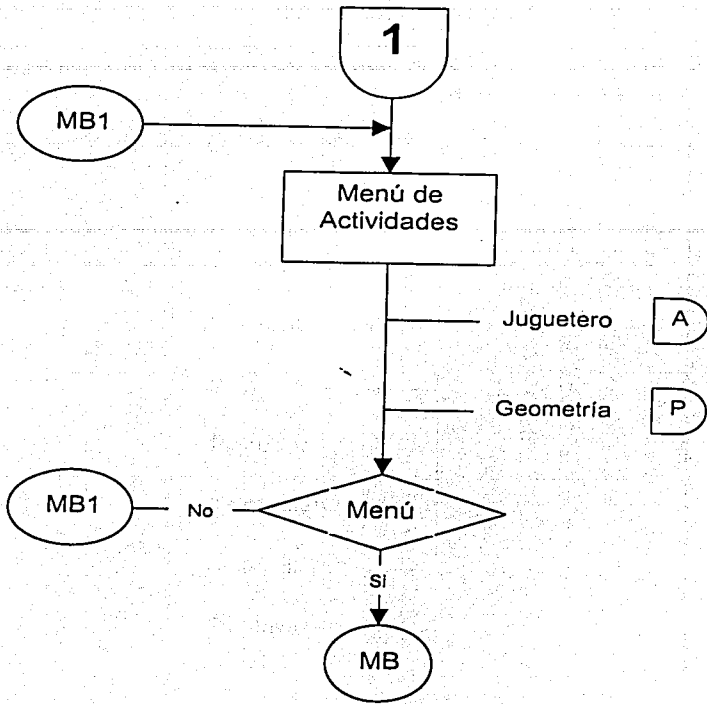 1
MB1
Menú de
Actividades
Juguetero A
Geometría P
MB1 No Menú
Si
MB